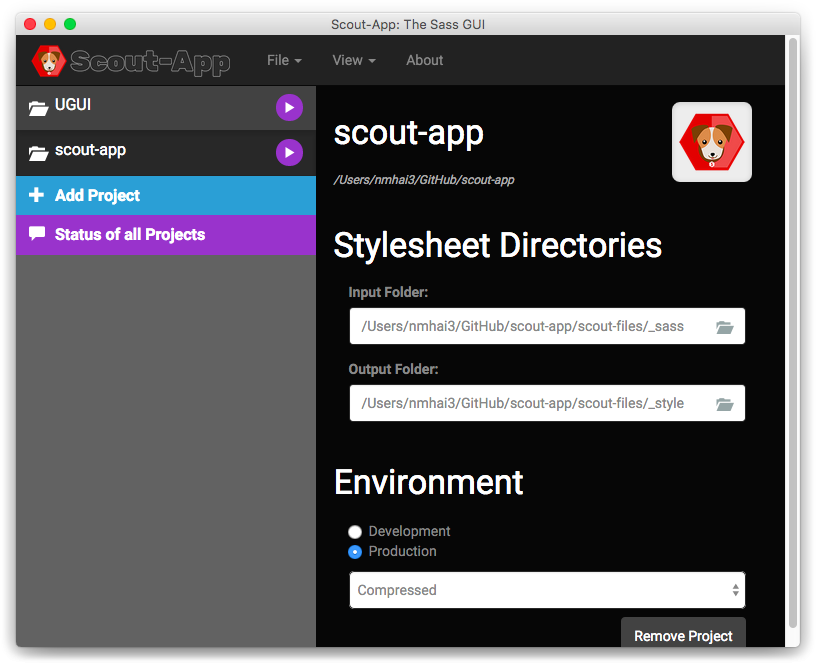 Scout-App: The Sass GUI
Scout-App File View About
UGUI
scout-app
Add Project
Status of all Projects
scout-app
/Users/nmhai3/GitHub/scout-app
Stylesheet Directories
Input Folder:
/Users/nmhai3/GitHub/scout-app/scout-files/_sass
Output Folder:
/Users/nmhai3/GitHub/scout-app/scout-files/_style
Environment
Development
Production
Compressed
Remove Project